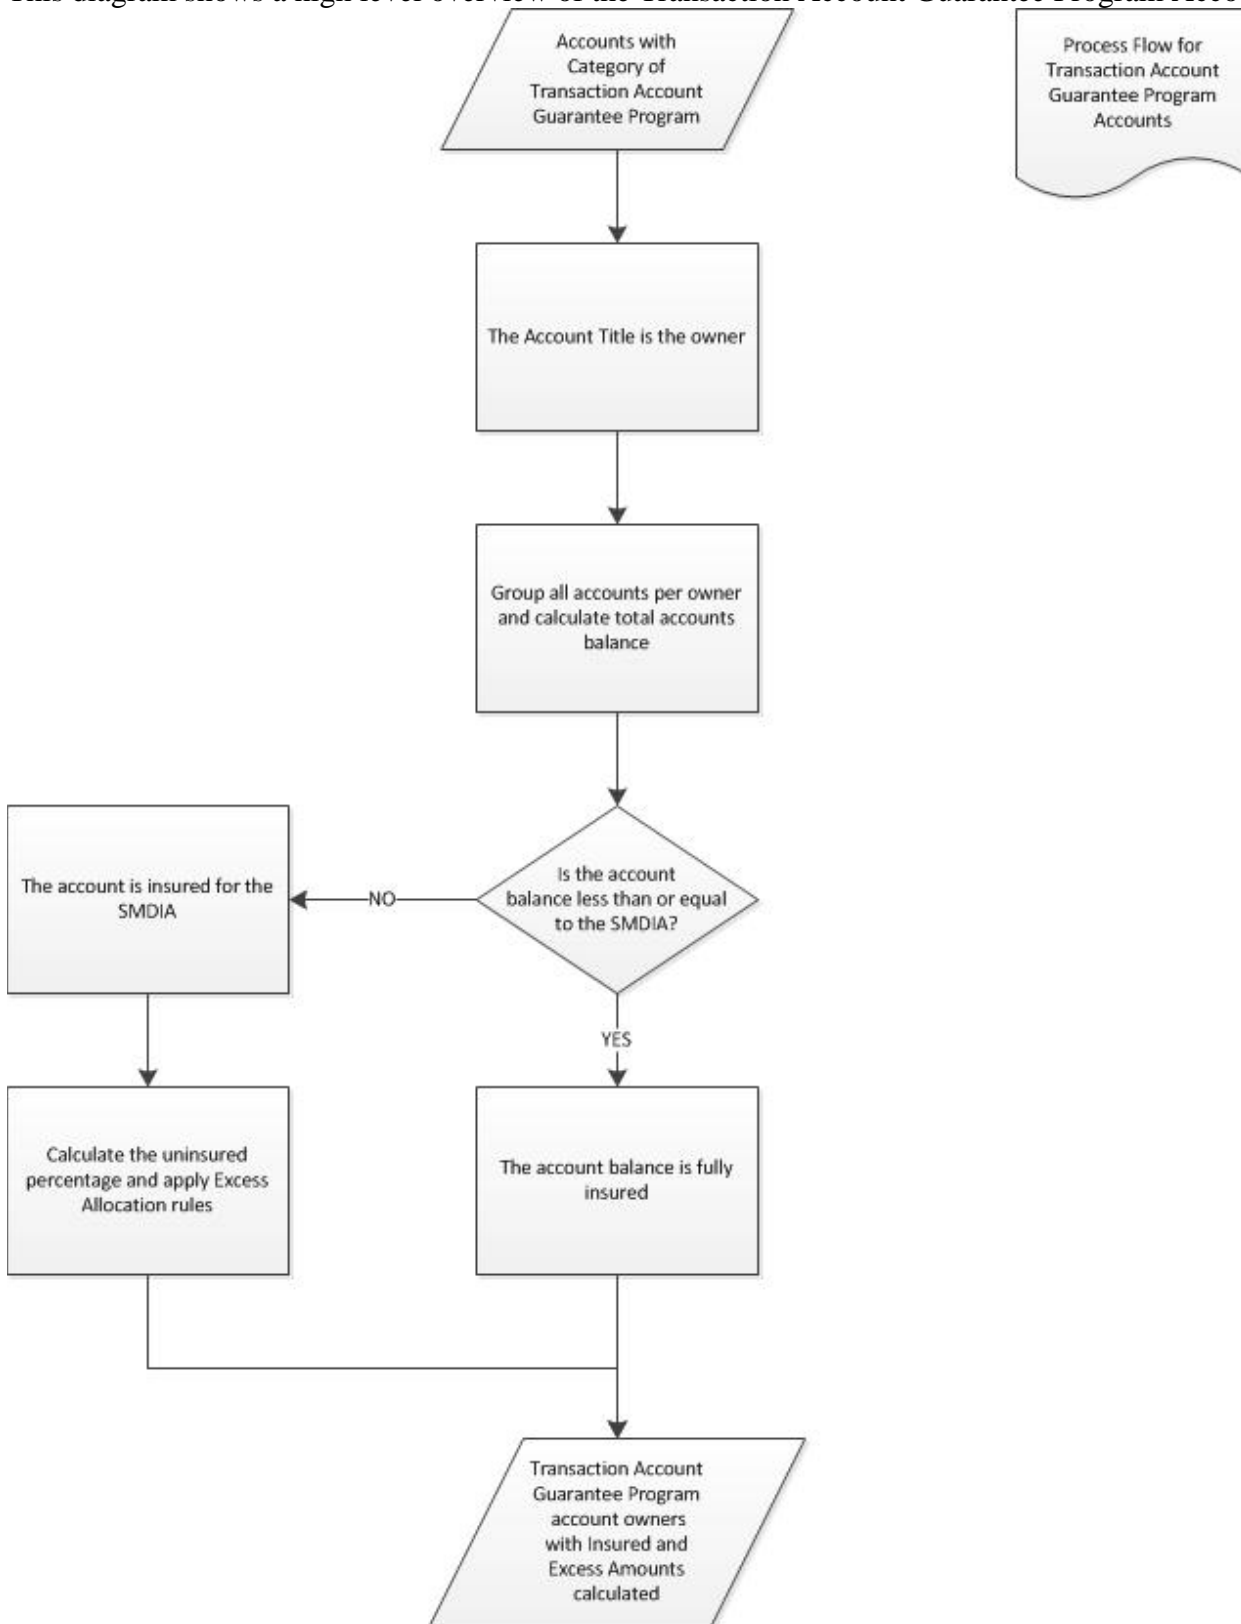 This diagram shows a high level overview of the Transaction Account Guarantee Program
Accounts with
Category of
Transaction Account
Guarantee Program
Process Flow for
Transaction Account
Guarantee Program
Accounts
The Account Title is the owner
Group all accounts per owner
and calculate total accounts
balance
Is the account
balance less than or equal
to the SMDIA?
NO
The account is insured for the
SMDIA
YES
Calculate the uninsured
percentage and apply Excess
Allocation rules
The account balance is fully
insured
Transaction Account
Guarantee Program
account owners
with Insured and
Excess Amounts
calculated